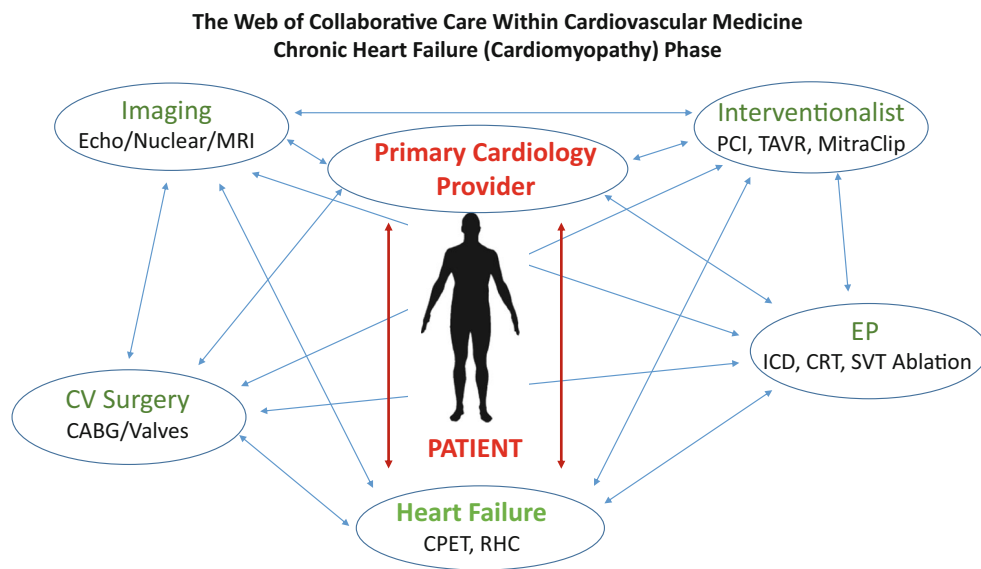 The Web of Collaborative Care Within Cardiovascular Medicine
Chronic Heart Failure (Cardiomyopathy) Phase
Imaging
Echo/Nuclear/MRI
Interventionalist
PCI, TAVR, MitraClip
Primary Cardiology
Provider
EP
ICD, CRT, SVT Ablation
CV Surgery
CABG/Valves
PATIENT
Heart Failure
CPET, RHC